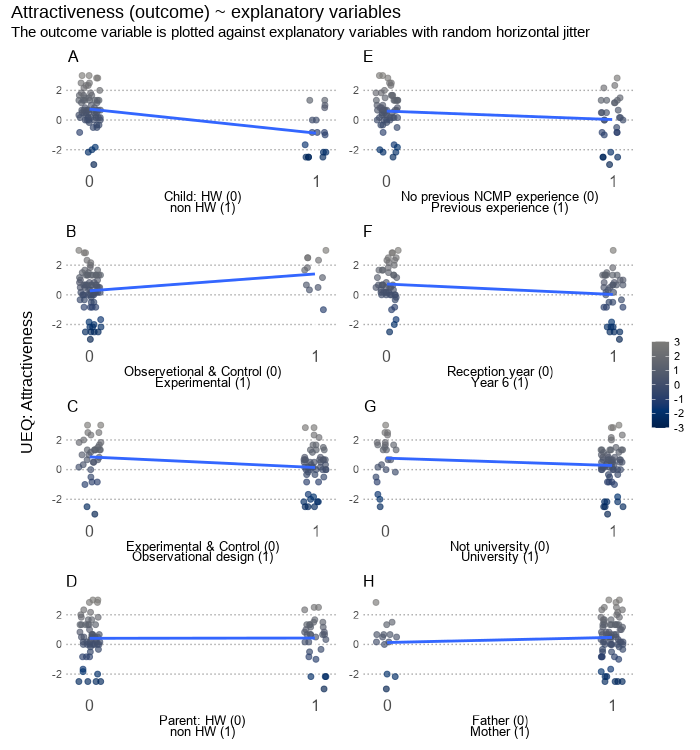 Attractiveness (outcome) ~ explanatory variables
The outcome variable is plotted against explanatory variables with random horizontal jitter
UEQ: Attractiveness
A
2
0
-2
0
1
Child: HW (0)
non HW (1)
E
2
0
-2
0
1
No previous NCMP experience (0)
Previous experience (1)
B
2
0
-2
0
1
Observetional & Control (0)
Experimental (1)
F
2
0
-2
0
1
Reception year (0)
Year 6 (1)
C
2
0
-2
0
1
Experimental & Control (0)
Observational design (1)
G
2
0
-2
0
1
Not university (0)
University (1)
D
2
0
-2
0
1
Parent: HW (0)
non HW (1)
H
2
0
-2
0
1
Father (0)
Mother (1)
3
2
1
0
-1
-2
-3